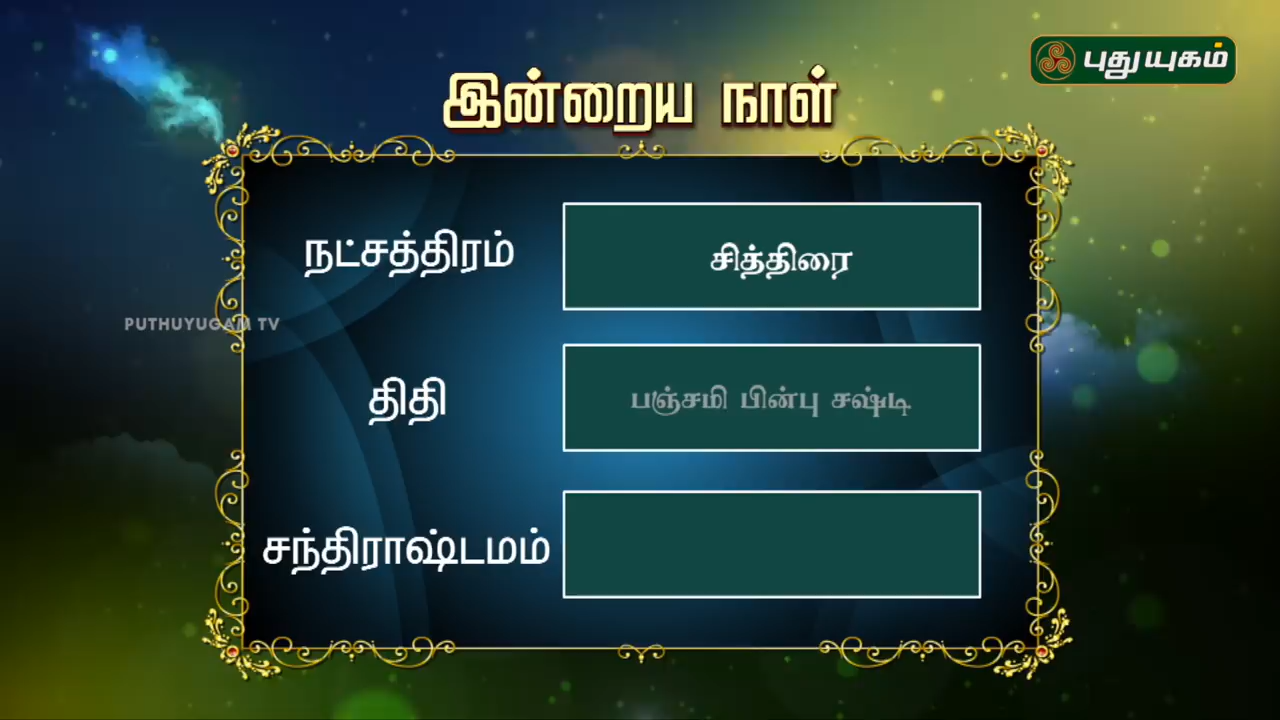 புதுயுகம்
இன்றைய நாள்
நட்சத்திரம் சித்திரை
PUTHUYUGAM TV
திதி பஞ்சமி பின்பு சஷ்டி
சந்திராஷ்டமம்